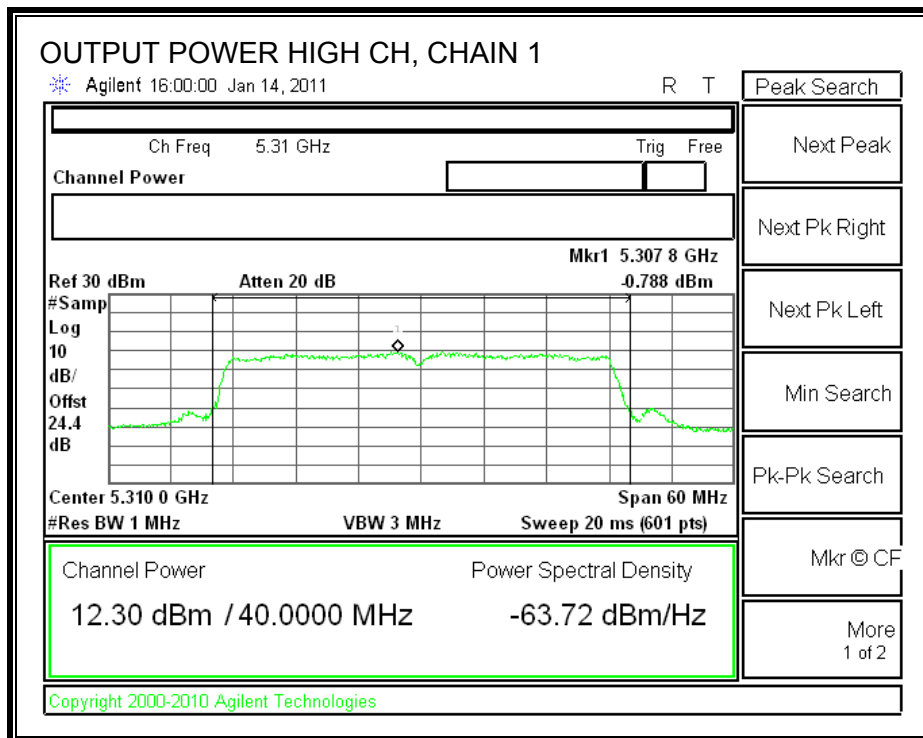 OUTPUT POWER HIGH CH, CHAIN 1
Agilent 16:00:00 Jan 14, 2011 R T
Peak Search
Ch Freq 5.31 GHz Trig Free
Channel Power
Next Peak
Next Pk Right
Mkr1 5.307 8 GHz
Ref 30 dBm Atten 20 dB -0.788 dBm
#Samp
Log
10
dB/
Offst
24.4
dB
1
Next Pk Left
Min Search
Pk-Pk Search
Center 5.310 0 GHz Span 60 MHz
#Res BW 1 MHz VBW 3 MHz Sweep 20 ms (601 pts)
Channel Power Power Spectral Density
12.30 dBm / 40.0000 MHz -63.72 dBm/Hz
Mkr © CF
More
1 of 2
Copyright 2000-2010 Agilent Technologies